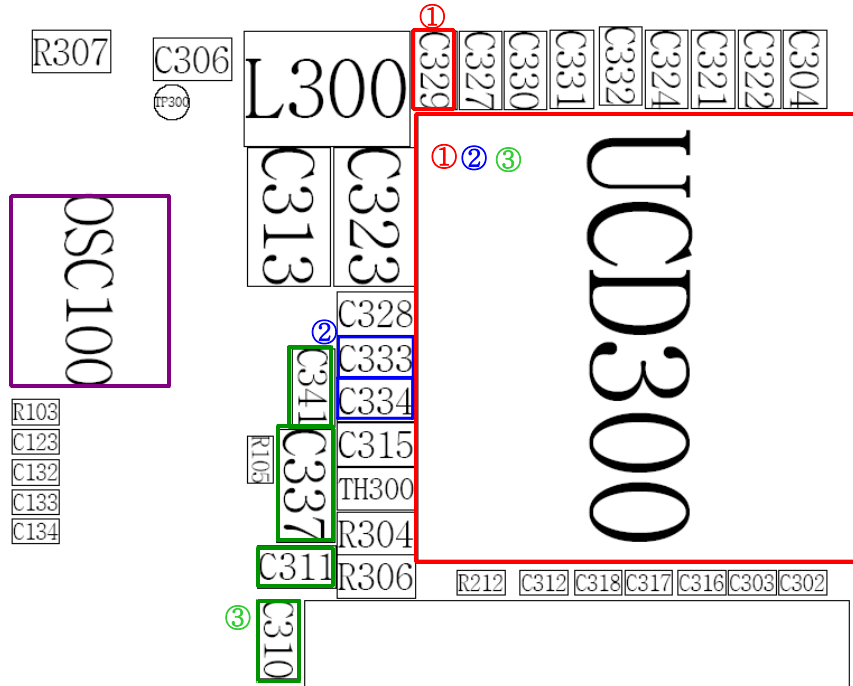 ①
R307
C306
TP300
L300
C329
C327
C330
C331
C332
C324
C321
C322
C304
① ② ③
UCD300
C313
C323
OSC100
C328
②
C333
C341
C334
R103
C123
C132
C133
C134
R105
C337
C315
TH300
R304
C311
R306
R212
C312
C318
C317
C316
C303
C302
③
C310